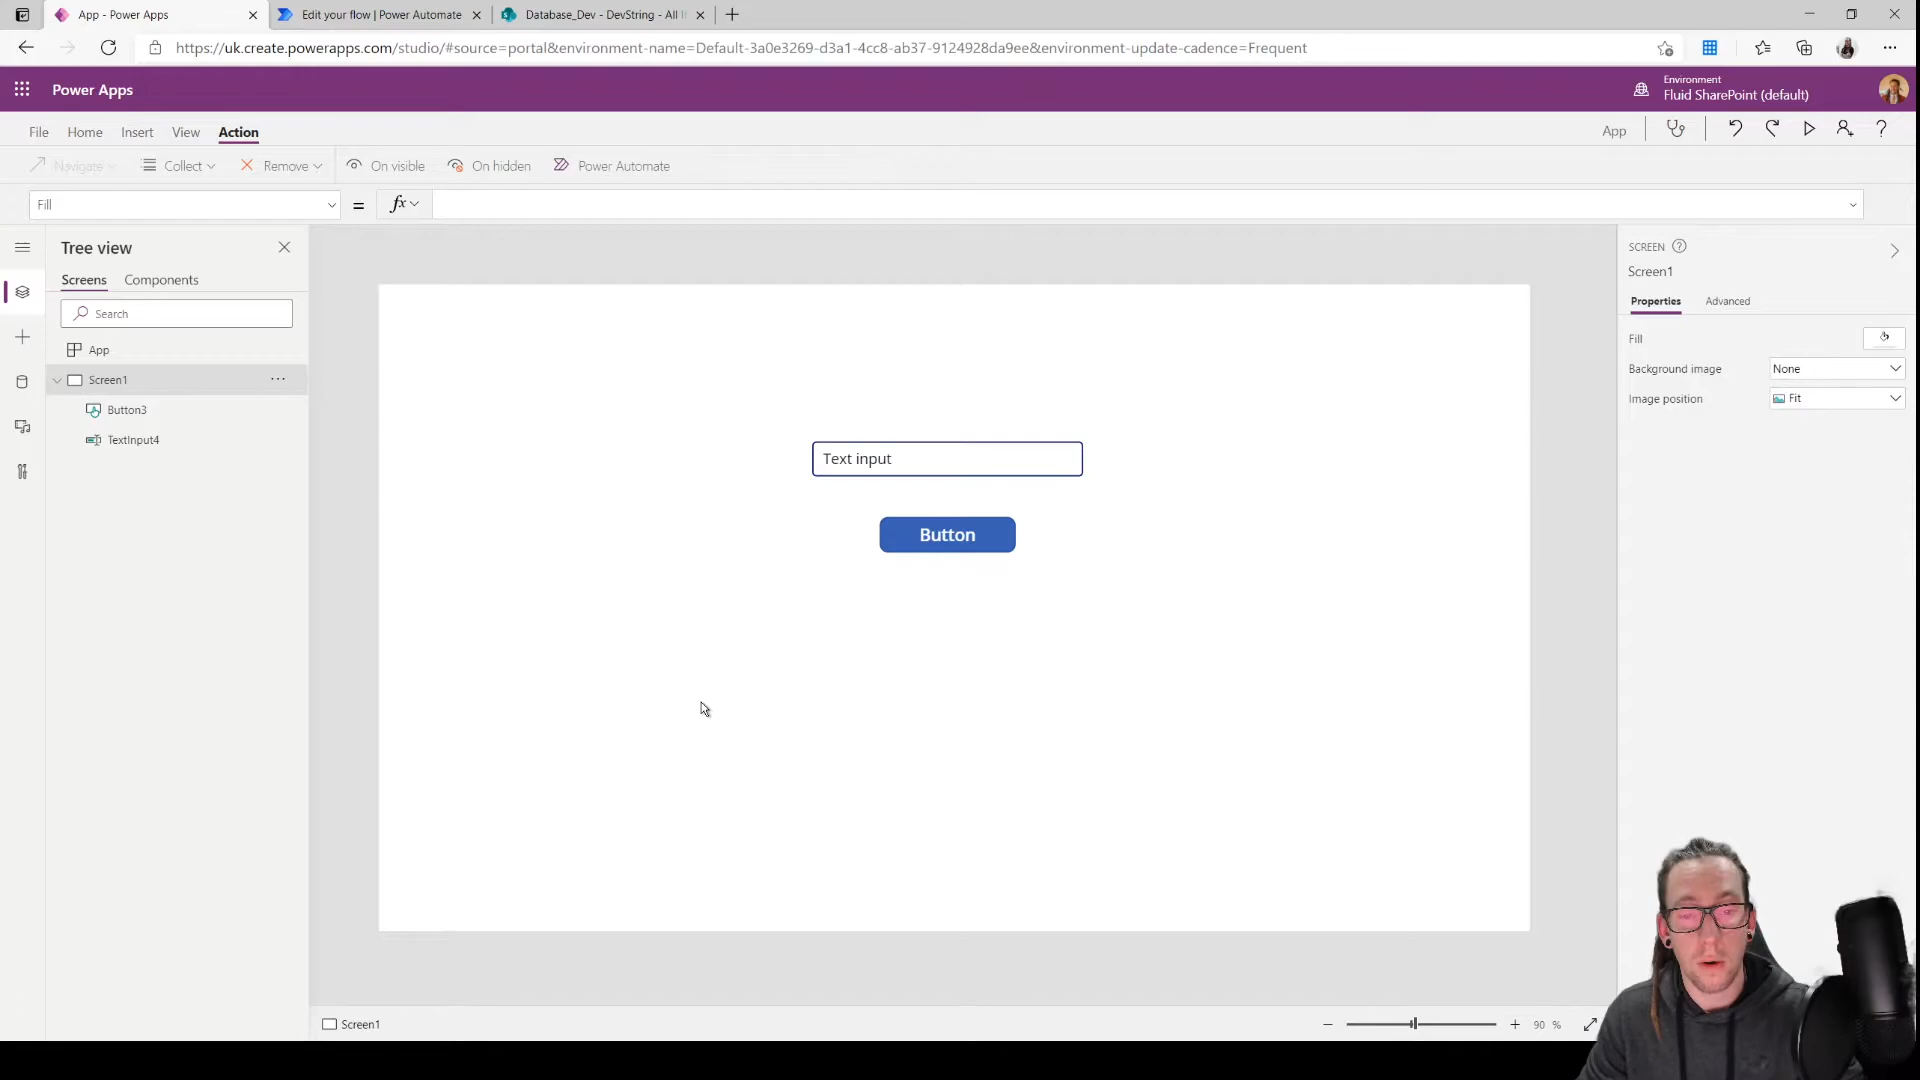 App - Power Apps
Edit your flow | Power Automate
Database_Dev - DevString - All I
https://uk.create.powerapps.com/studio/#source=portal&environment-name=Default-3a0e3269-d3a1-4cc8-ab37-9124928da9ee&environment-update-cadence=Frequent
Power Apps
Environment
Fluid SharePoint (default)
File Home Insert View Action
App
Navigate Collect Remove On visible On hidden Power Automate
Fill = fx
Tree view
Screens Components
Search
App
Screen1
Button3
TextInput4
Text input
Button
SCREEN
Screen1
Properties Advanced
Fill
Background image None
Image position Fit
Screen1
90 %